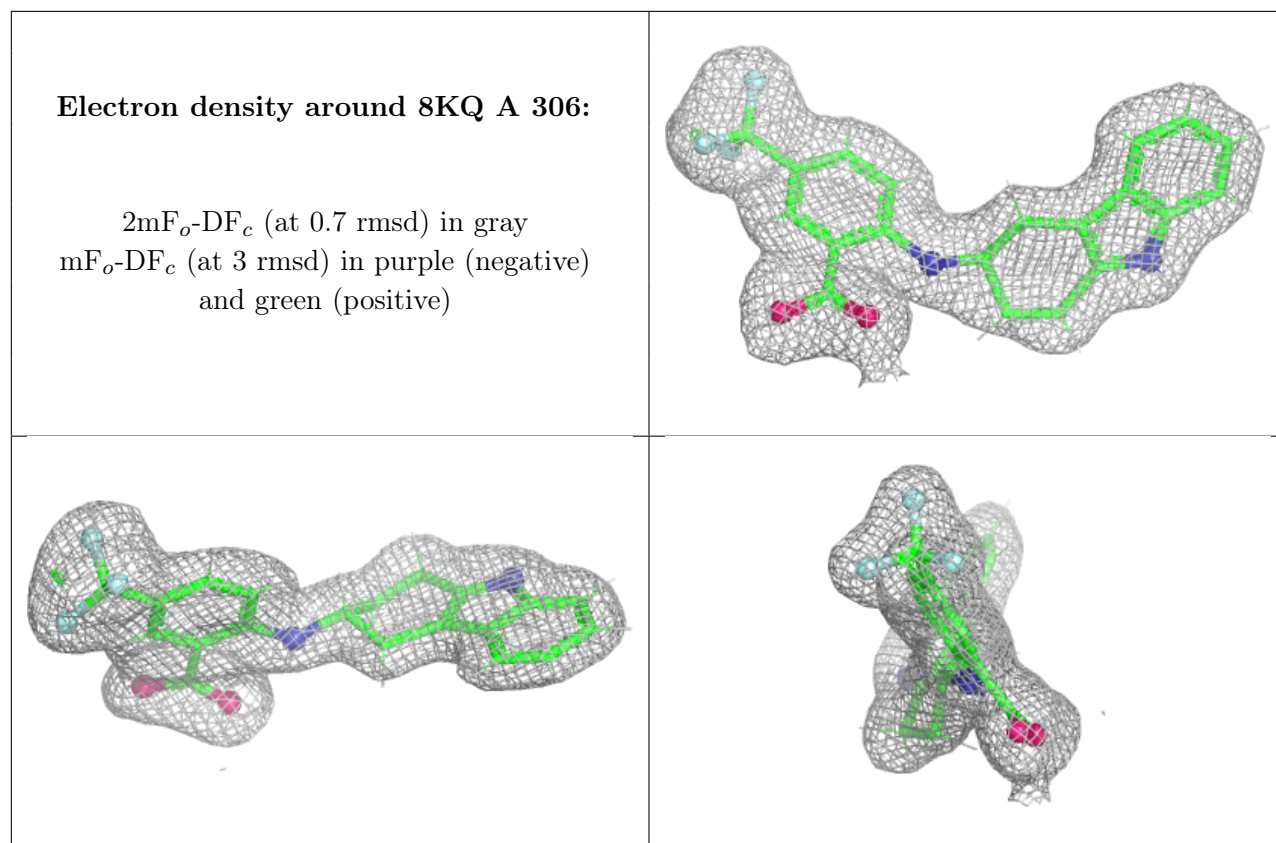 Electron density around 8KQ A 306:
2mFo-DFc (at 0.7 rmsd) in gray
mFo-DFc (at 3 rmsd) in purple (negative)
and green (positive)